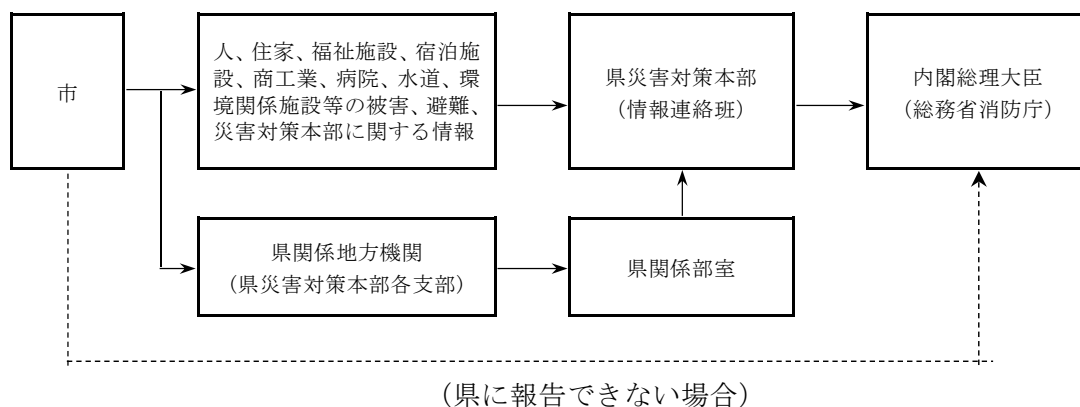 市
人、住家、福祉施設、宿泊施
設、商工業、病院、水道、環
境関係施設等の被害、避難、
災害対策本部に関する情報
県災害対策本部
（情報連絡班）
内閣総理大臣
（総務省消防庁）
県関係地方機関
（県災害対策本部各支部）
県関係部室
（県に報告できない場合）